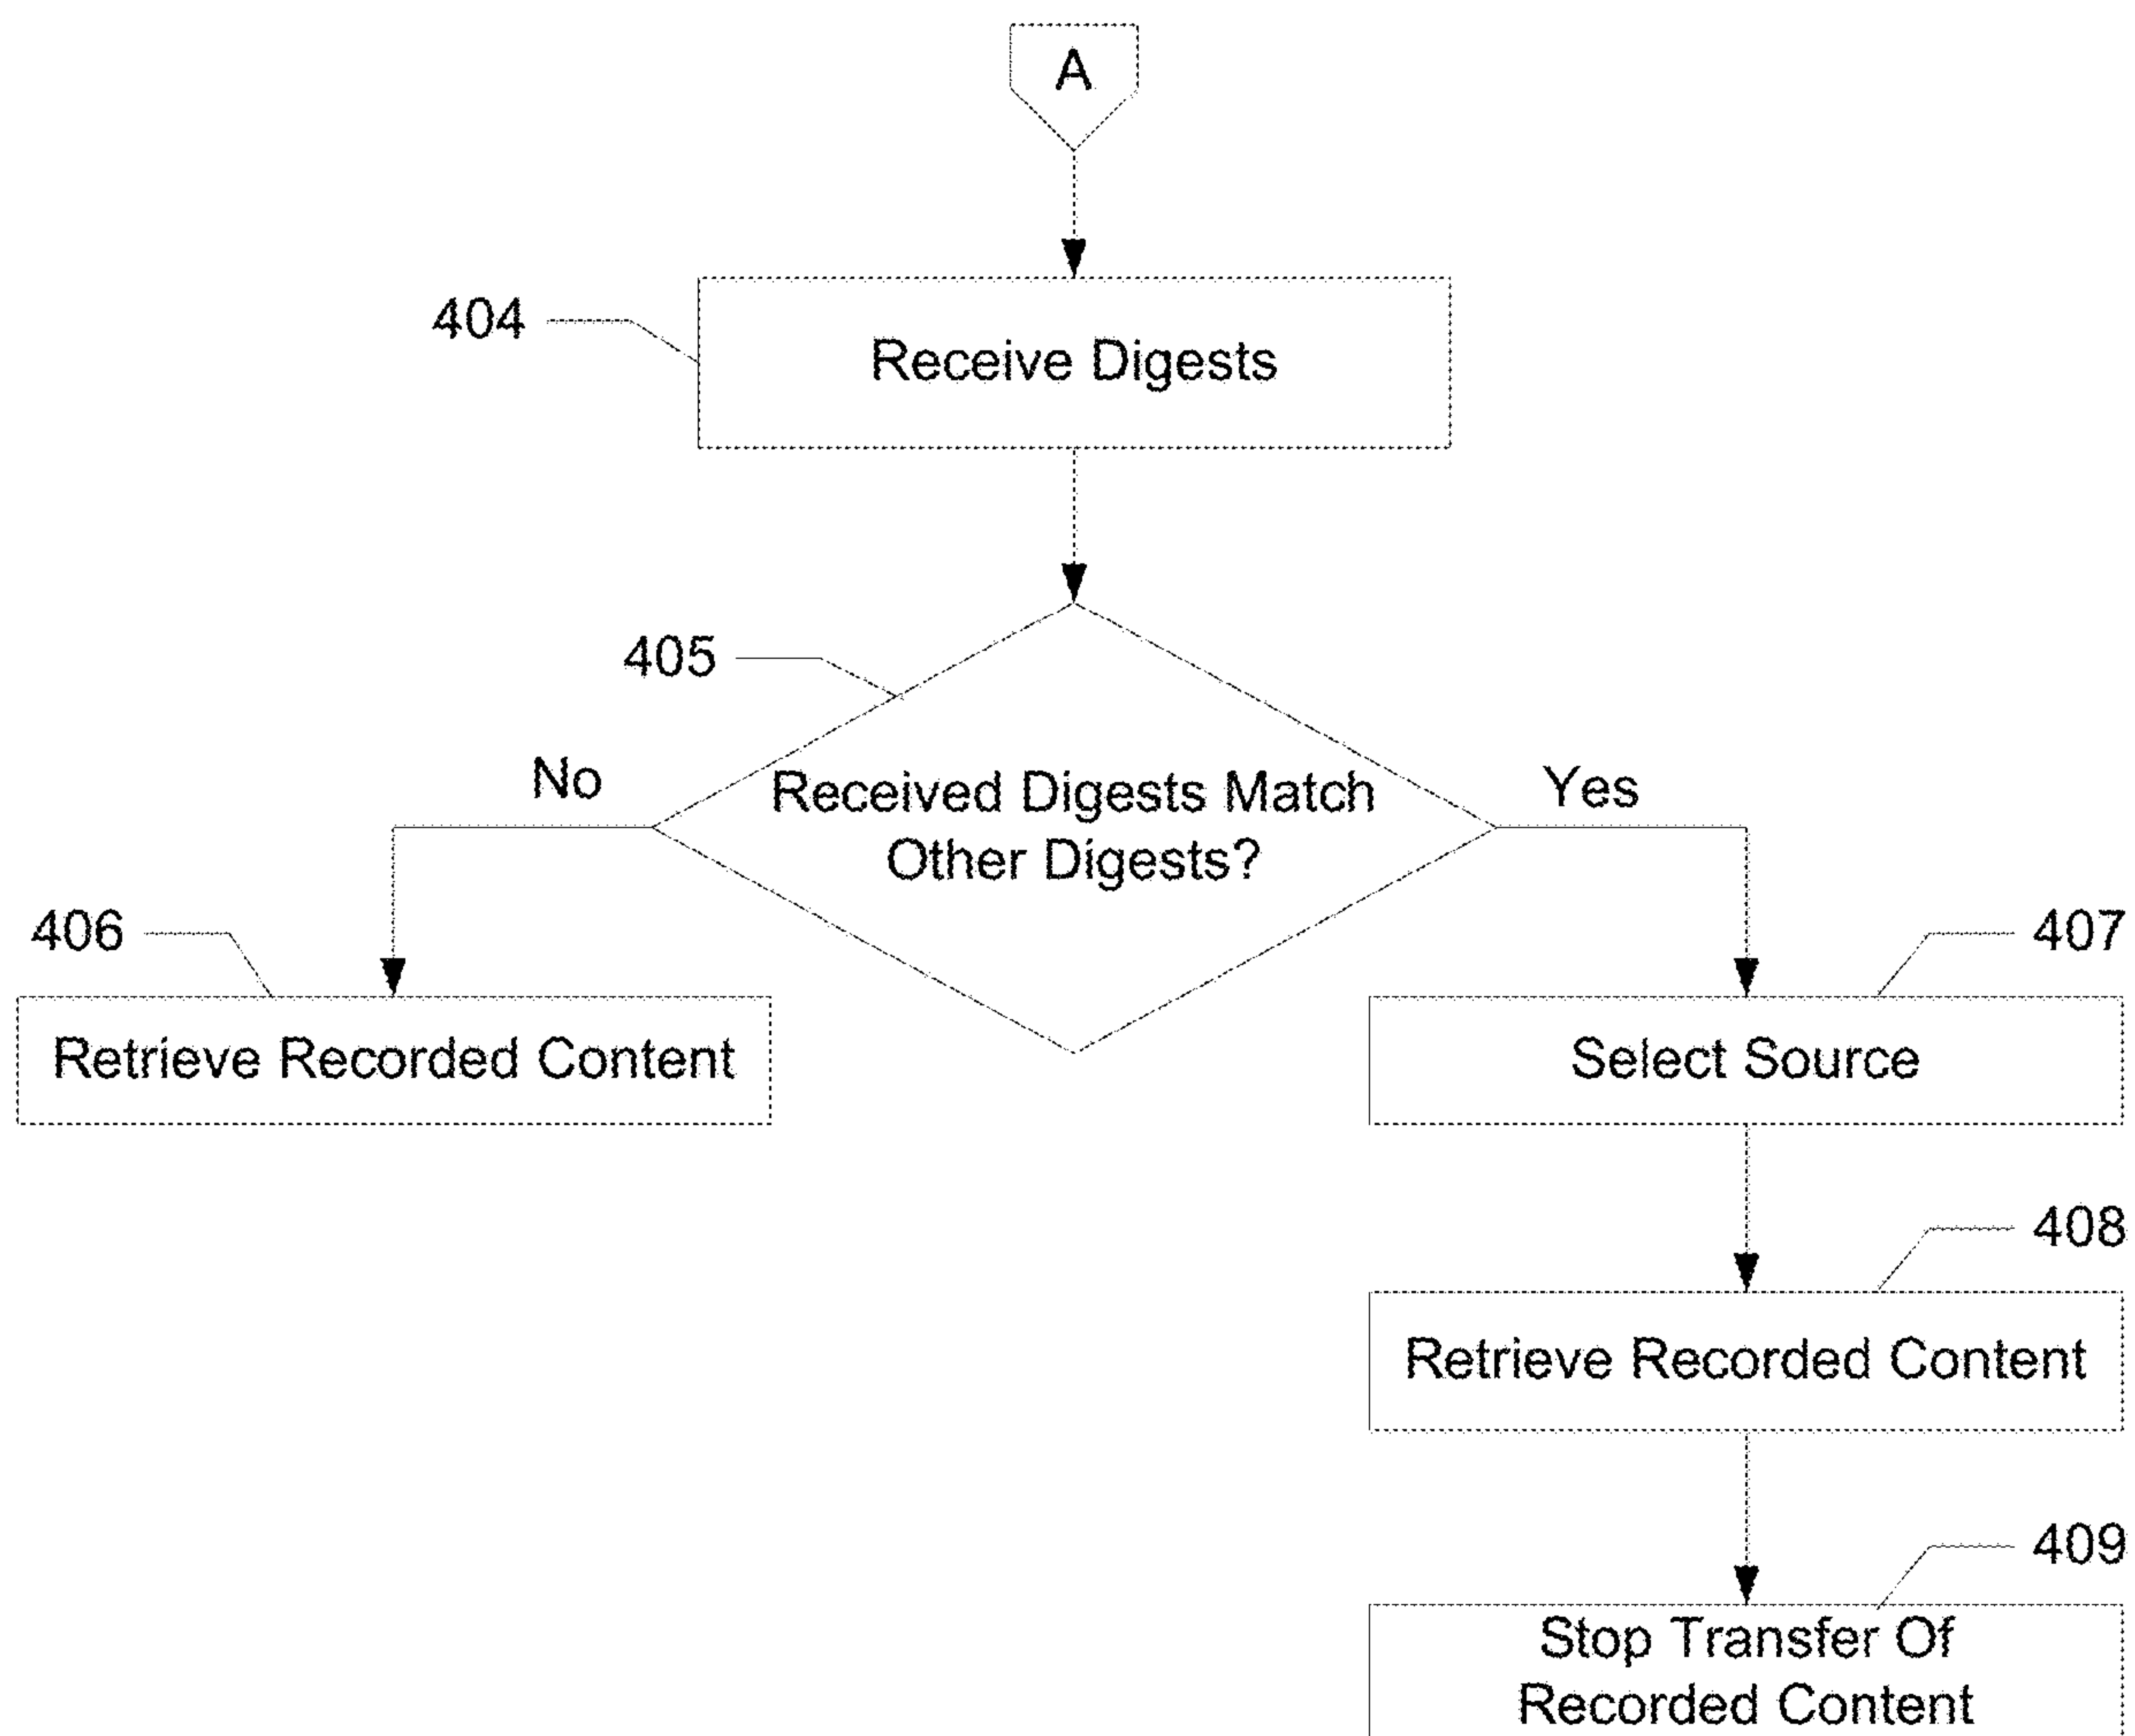 A
404
Receive Digests
405
No
Received Digests Match
Other Digests?
Yes
406
407
Retrieve Recorded Content
Select Source
408
Retrieve Recorded Content
409
Stop Transfer Of
Recorded Content